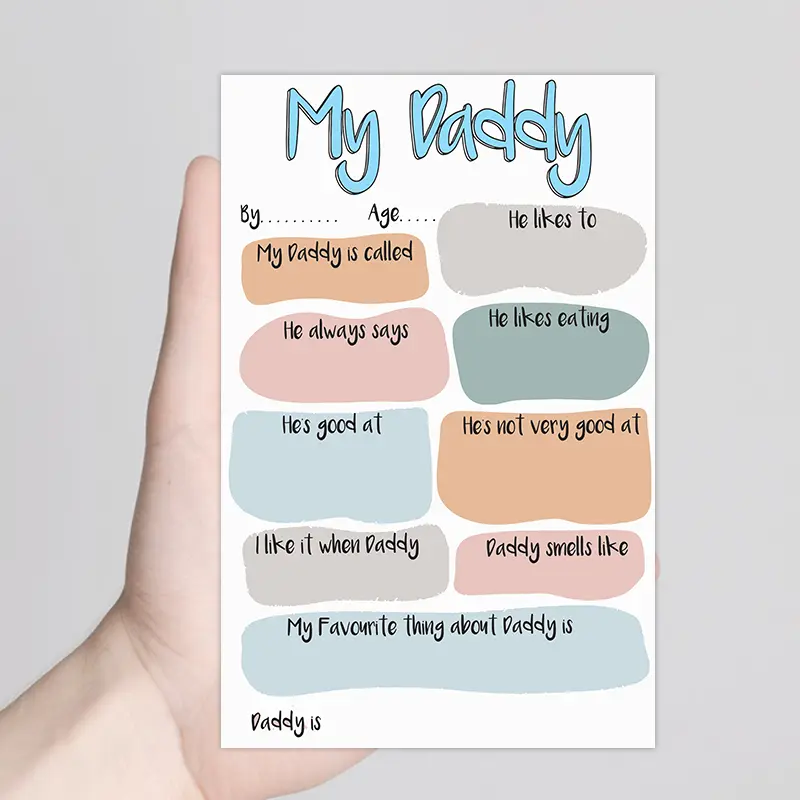 My Daddy
By.......... Age.....
He likes to
My Daddy is called
He always says
He likes eating
He's good at
He's not very good at
I like it when Daddy
Daddy smells like
My Favourite thing about Daddy is
Daddy is